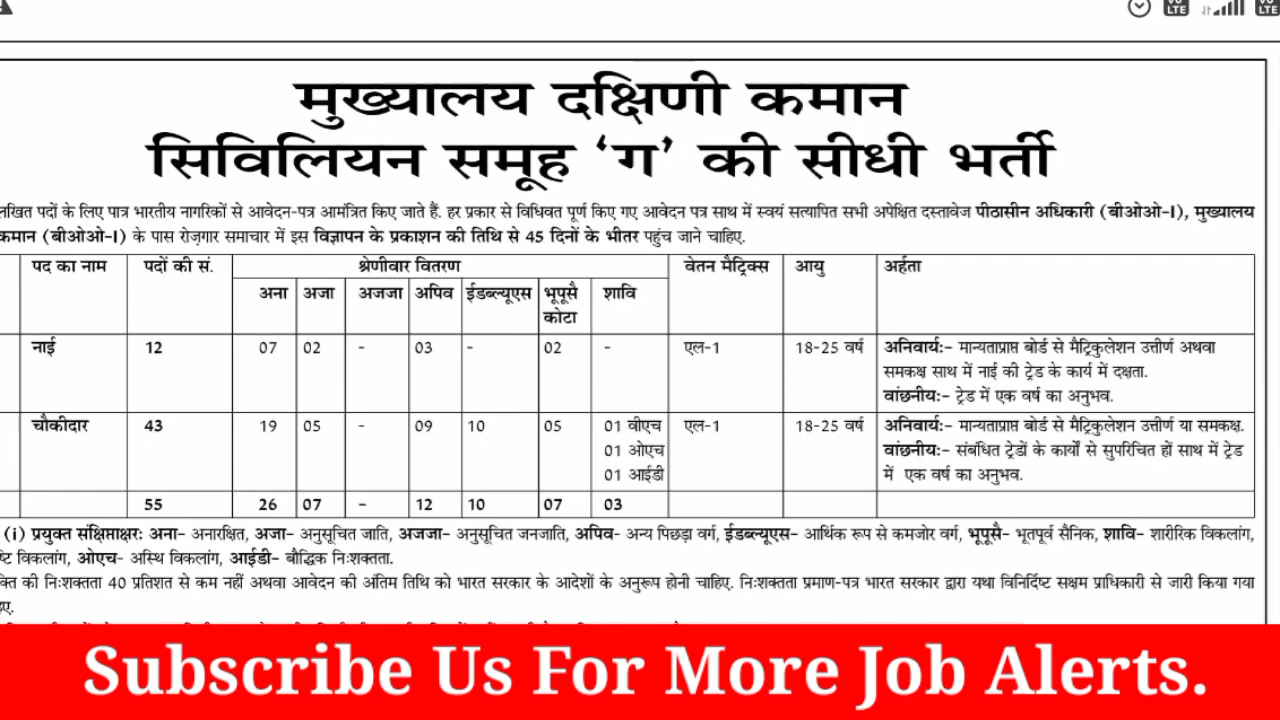 मुख्यालय दक्षिणी कमान
सिविलियन समूह ‘ग’ की सीधी भर्ती
पदों के लिए पात्र भारतीय नागरिकों से आवेदन-पत्र आमंत्रित किए जाते हैं. हर प्रकार से विधिवत पूर्ण किए गए आवेदन पत्र साथ में स्वयं सत्यापित सभी अपेक्षित दस्तावेज पीठासीन अधिकारी (बीओओ-I), मुख्यालय
कमान (बीओओ-I) के पास रोज़गार समाचार में इस विज्ञापन के प्रकाशन की तिथि से 45 दिनों के भीतर पहुंच जाने चाहिए.
पद का नाम पदों की सं. श्रेणीवार वितरण वेतन मैट्रिक्स आयु अर्हता
अना अजा अजजा अपिव ईडब्ल्यूएस भूपूसै शावि
कोटा
नाई 12 07 02 - 03 - 02 - एल-1 18-25 वर्ष अनिवार्य:- मान्यताप्राप्त बोर्ड से मैट्रिकुलेशन उत्तीर्ण अथवा
समकक्ष साथ में नाई की ट्रेड के कार्य में दक्षता.
वांछनीय:- ट्रेड में एक वर्ष का अनुभव.
चौकीदार 43 19 05 - 09 10 05 01 वीएच एल-1 18-25 वर्ष अनिवार्य:- मान्यताप्राप्त बोर्ड से मैट्रिकुलेशन उत्तीर्ण या समकक्ष.
01 ओएच वांछनीय:- संबंधित ट्रेडों के कार्यों से सुपरिचित हों साथ में ट्रेड
01 आईडी में एक वर्ष का अनुभव.
55 26 07 - 12 10 07 03
(i) प्रयुक्त संक्षिप्ताक्षर: अना- अनारक्षित, अजा- अनुसूचित जाति, अजजा- अनुसूचित जनजाति, अपिव- अन्य पिछड़ा वर्ग, ईडब्ल्यूएस- आर्थिक रूप से कमजोर वर्ग, भूपूसै- भूतपूर्व सैनिक, शावि- शारीरिक विकलांग,
विकलांग, ओएच- अस्थि विकलांग, आईडी- बौद्धिक निःशक्तता.
की निःशक्तता 40 प्रतिशत से कम नहीं अथवा आवेदन की अंतिम तिथि को भारत सरकार के आदेशों के अनुरूप होनी चाहिए. निःशक्तता प्रमाण-पत्र भारत सरकार द्वारा यथा विनिर्दिष्ट सक्षम प्राधिकारी से जारी किया गया
Subscribe Us For More Job Alerts.